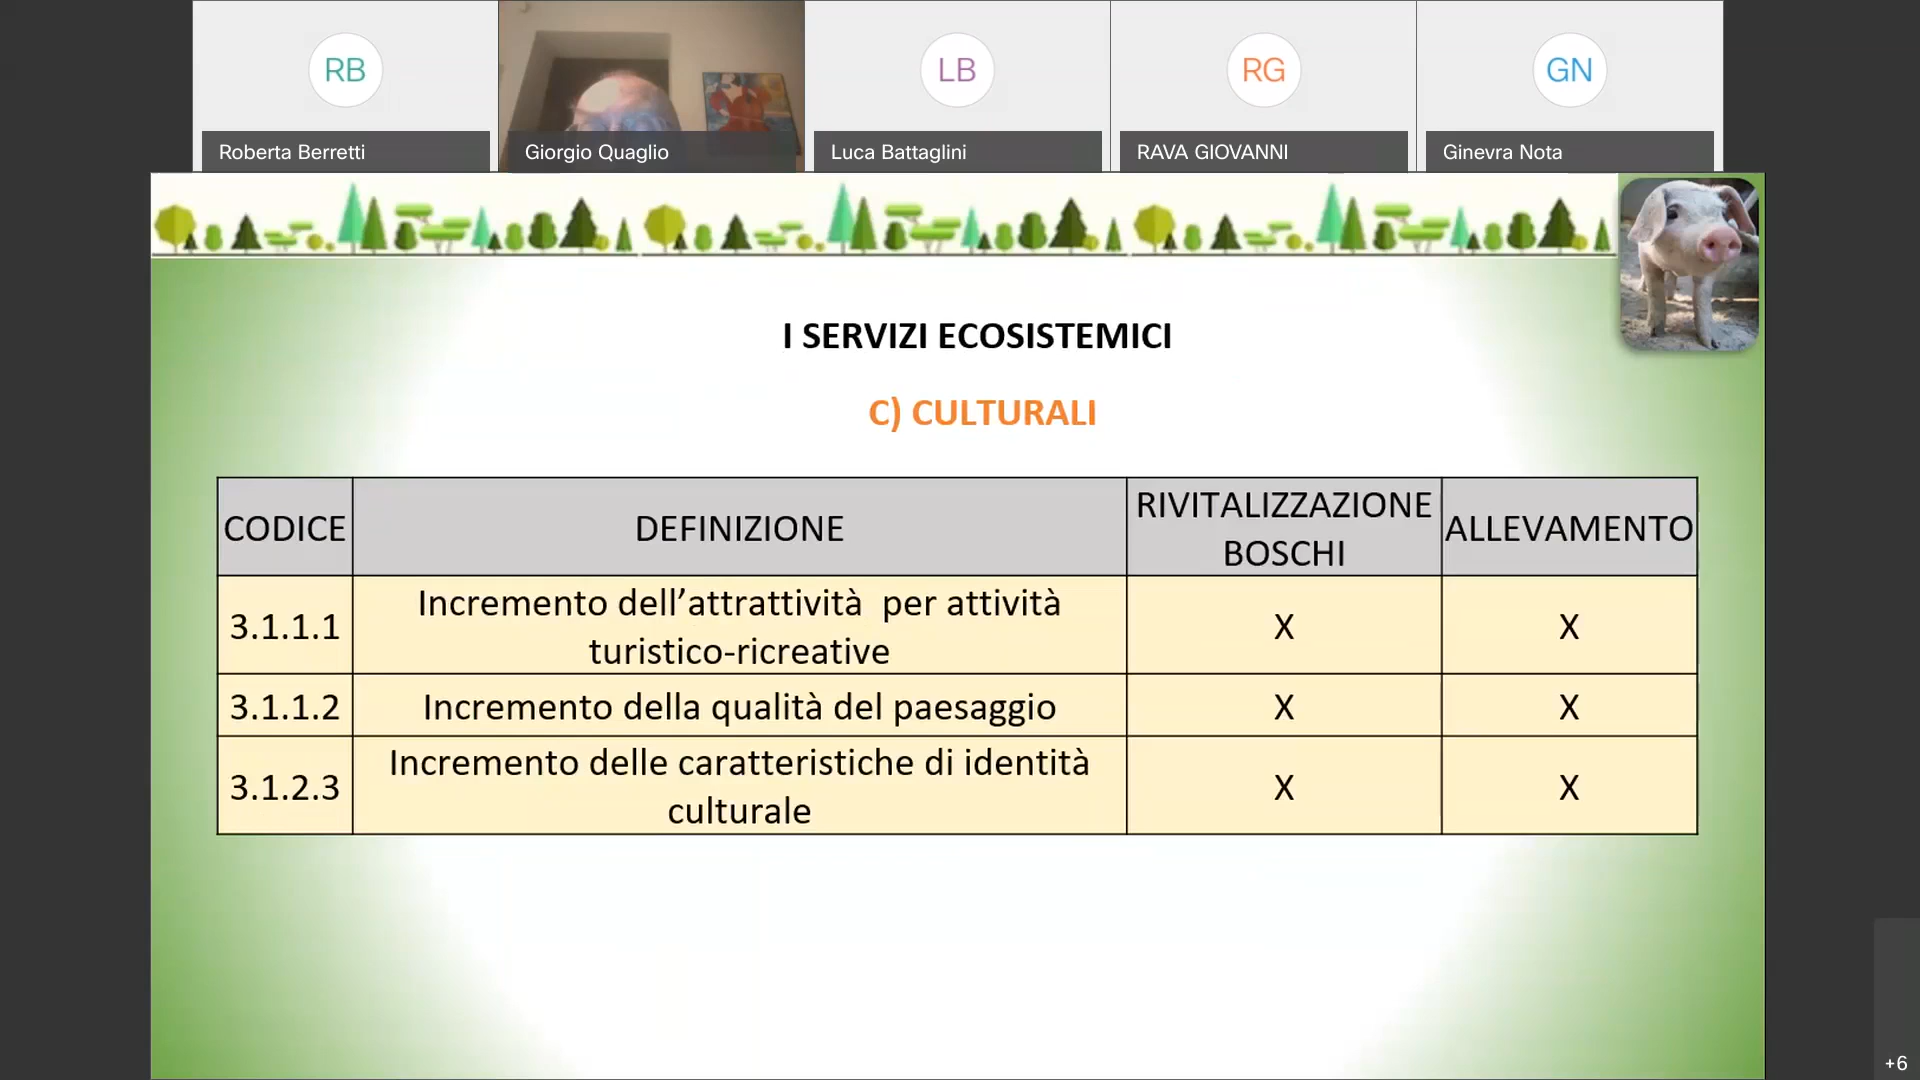 RB
LB
RG
GN
Roberta Berretti
Giorgio Quaglio
Luca Battaglini
RAVA GIOVANNI
Ginevra Nota
I SERVIZI ECOSISTEMICI
C) CULTURALI
CODICE
DEFINIZIONE
RIVITALIZZAZIONE
BOSCHI
ALLEVAMENTO
3.1.1.1
Incremento dell’attrattività per attività
turistico-ricreative
X
X
3.1.1.2
Incremento della qualità del paesaggio
X
X
3.1.2.3
Incremento delle caratteristiche di identità
culturale
X
X
+6